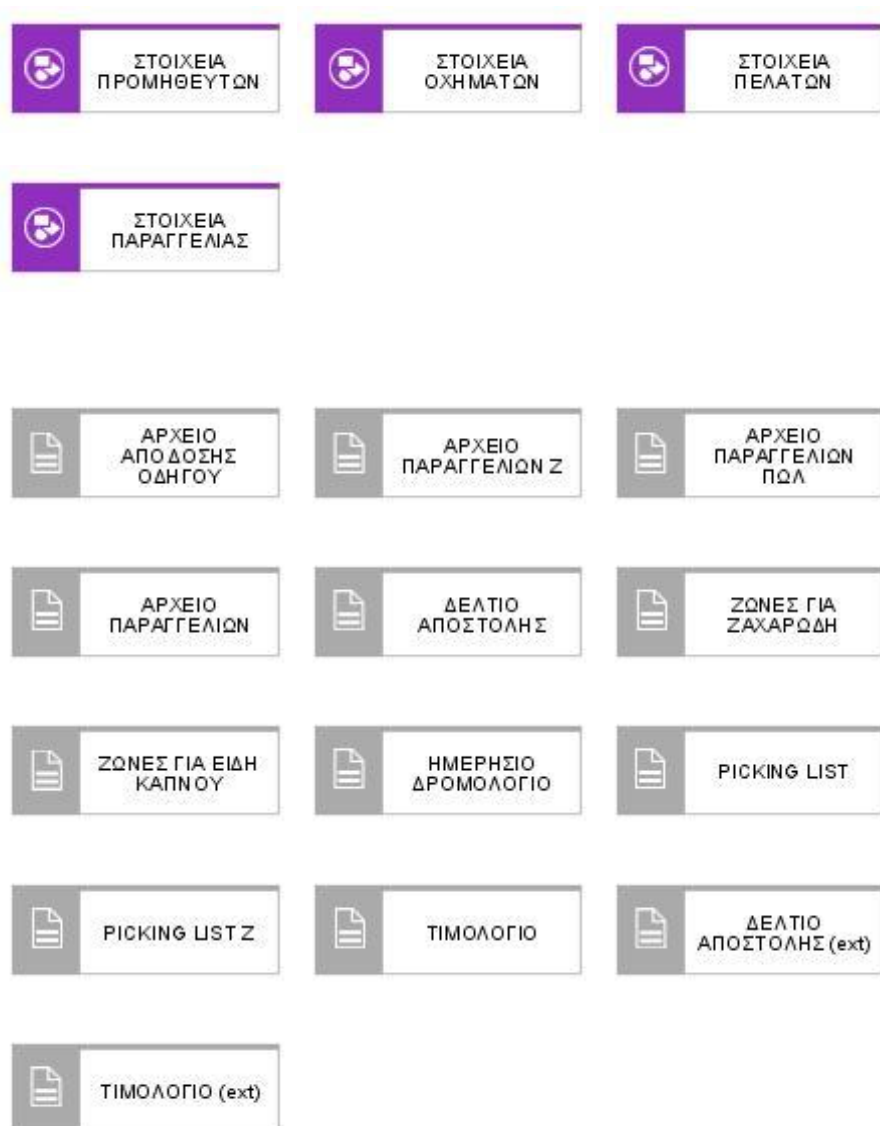 ΣΤΟΙΧΕΙΑ
ΠΡΟΜΗΘΕΥΤΩΝ
ΣΤΟΙΧΕΙΑ
ΟΧΗΜΑΤΩΝ
ΣΤΟΙΧΕΙΑ
ΠΕΛΑΤΩΝ
ΣΤΟΙΧΕΙΑ
ΠΑΡΑΓΓΕΛΙΑΣ
ΑΡΧΕΙΟ
ΑΠΟΔΟΣΗΣ
ΟΔΗΓΟΥ
ΑΡΧΕΙΟ
ΠΑΡΑΓΓΕΛΙΩΝ Ζ
ΑΡΧΕΙΟ
ΠΑΡΑΓΓΕΛΙΩΝ
ΠΩΛ
ΑΡΧΕΙΟ
ΠΑΡΑΓΓΕΛΙΩΝ
ΔΕΛΤΙΟ
ΑΠΟΣΤΟΛΗΣ
ΖΩΝΕΣ ΓΙΑ
ΖΑΧΑΡΩΔΗ
ΖΩΝΕΣ ΓΙΑ ΕΙΔΗ
ΚΑΠΝΟΥ
ΗΜΕΡΗΣΙΟ
ΔΡΟΜΟΛΟΓΙΟ
PICKING LIST
PICKING LIST Z
ΤΙΜΟΛΟΓΙΟ
ΔΕΛΤΙΟ
ΑΠΟΣΤΟΛΗΣ (ext)
ΤΙΜΟΛΟΓΙΟ (ext)